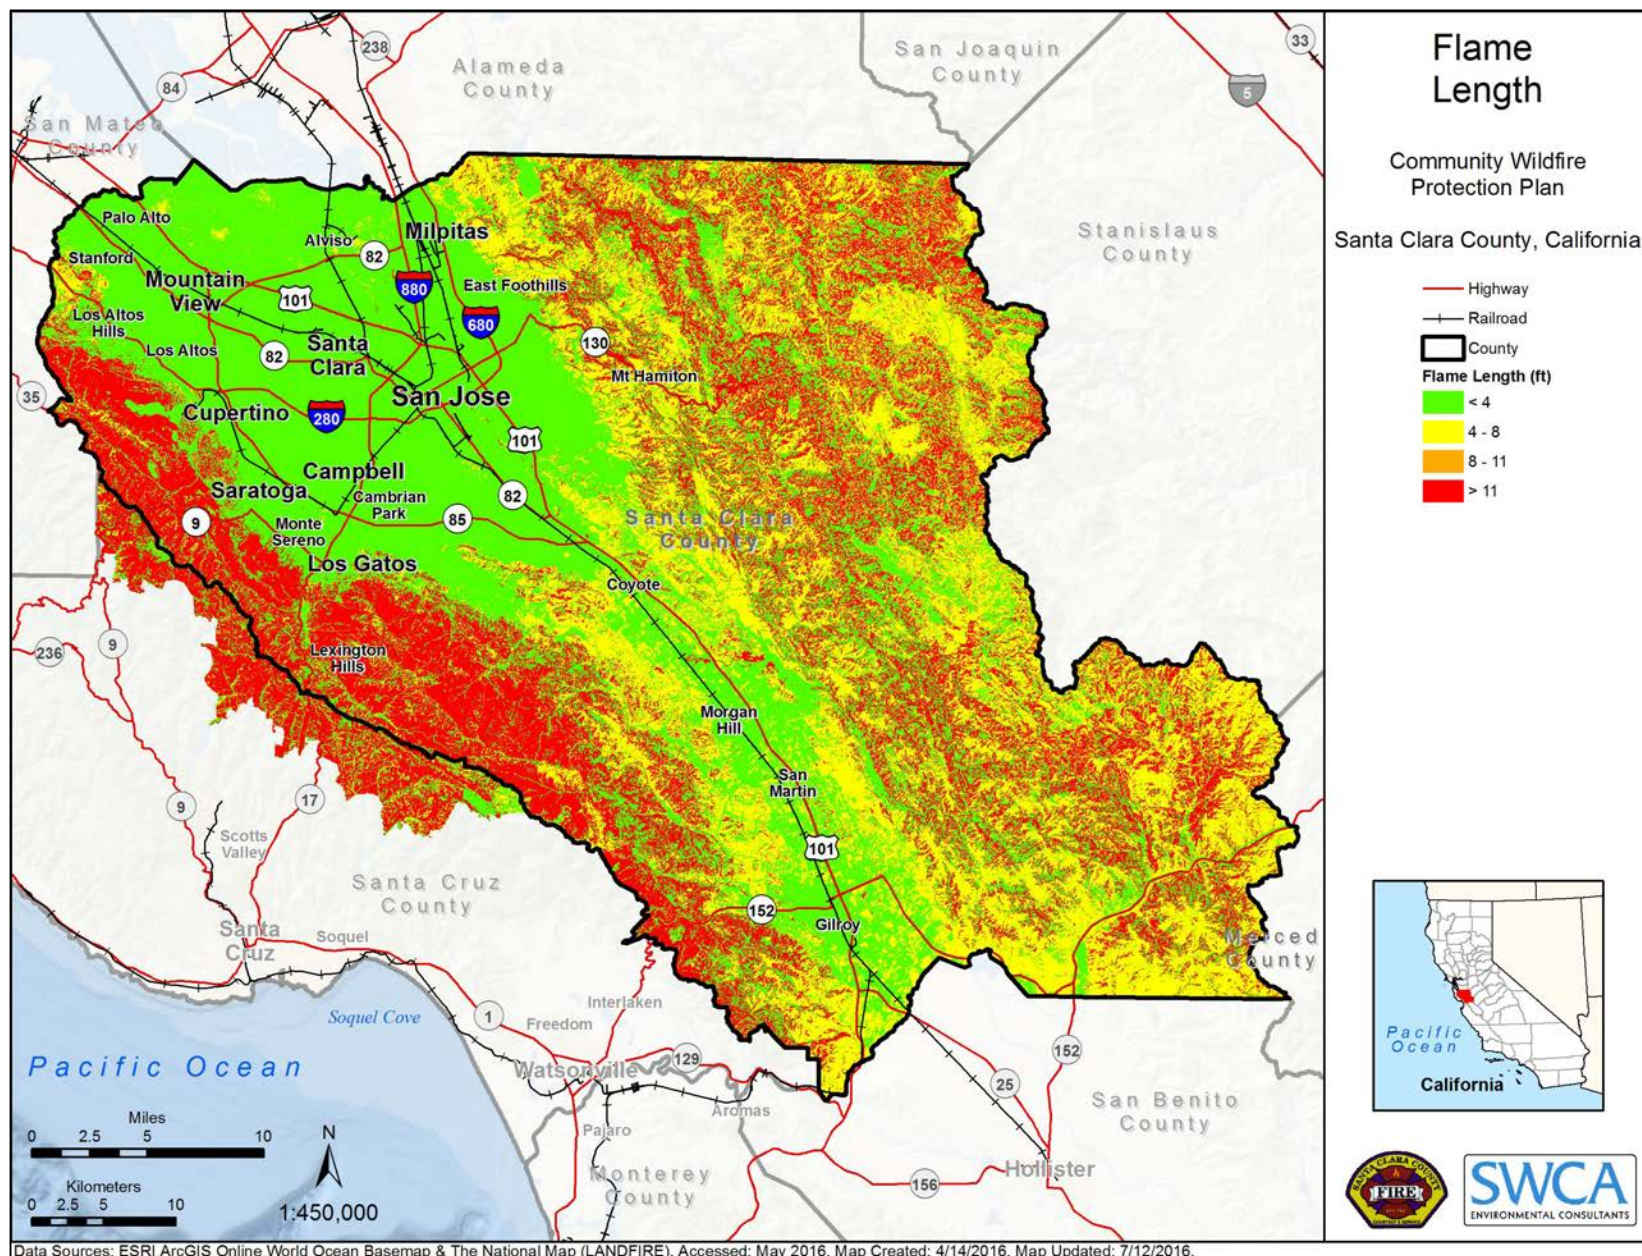 Flame
Length
Community Wildfire
Protection Plan
Santa Clara County, California
Highway
Railroad
County
Flame Length (ft)
< 4
4 - 8
8 - 11
> 11
238
Alameda
County
San Joaquin
County
33
5
84
San Mateo
County
Stanislaus
County
Palo Alto
Alviso
Milpitas
82
Stanford
Mountain
View
101
880
East Foothills
680
Los Altos
Hills
Los Altos
82
Santa
Clara
130
Mt Hamiton
35
Cupertino
280
San Jose
101
Campbell
Saratoga
Cambrian
Park
82
9
Monte
Sereno
85
Santa Clara
County
Los Gatos
Coyote
236
9
Lexington
Hills
Morgan
Hill
San
Martin
9
17
Scotts
Valley
101
Santa Cruz
County
152
Gilroy
Santa
Cruz
Soquel
Merced
County
Soquel Cove
1
Interlaken
Freedom
Pacific Ocean
Watsonville
129
152
25
Aromas
San Benito
County
Pajaro
Monterey
County
156
Hollister
Miles
0 2.5 5 10
Kilometers
0 2.5 5 10
N
1:450,000
Pacific
Ocean
California
SANTA CLARA COUNTY
FIRE
COURTESY & SERVICE
SWCA
ENVIRONMENTAL CONSULTANTS
Data Sources: ESRI ArcGIS Online World Ocean Basemap & The National Map (LANDFIRE), Accessed: May 2016. Map Created: 4/14/2016. Map Updated: 7/12/2016.